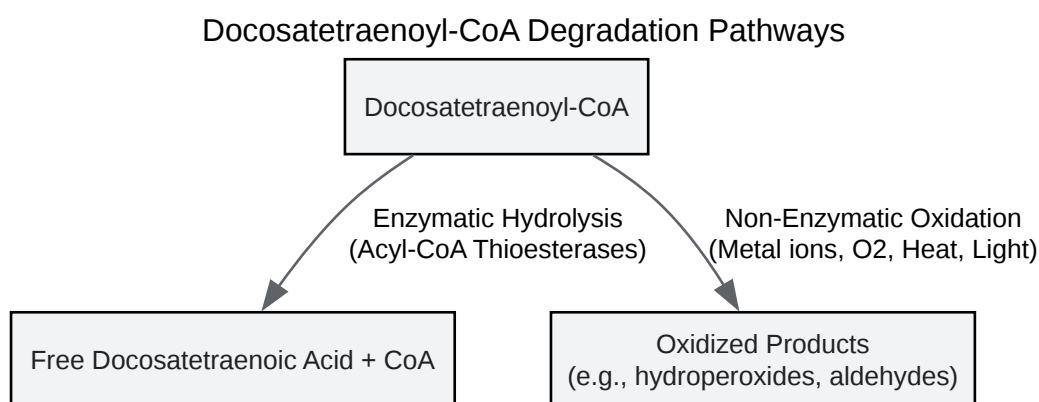 Docosatetraenoyl-CoA Degradation Pathways
Docosatetraenoyl-CoA
Enzymatic Hydrolysis
(Acyl-CoA Thioesterases)
Non-Enzymatic Oxidation
(Metal ions, O2, Heat, Light)
Free Docosatetraenoic Acid + CoA
Oxidized Products
(e.g., hydroperoxides, aldehydes)